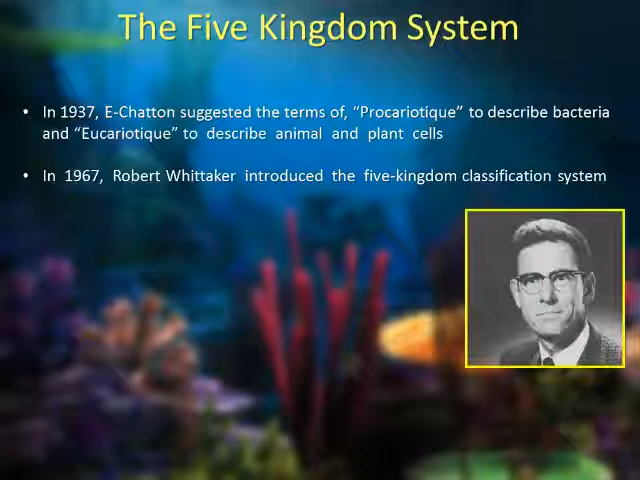 The Five Kingdom System
• In 1937, E-Chatton suggested the terms of, “Procariotique” to describe bacteria
and “Eucariotique” to describe animal and plant cells
• In 1967, Robert Whittaker introduced the five-kingdom classification system